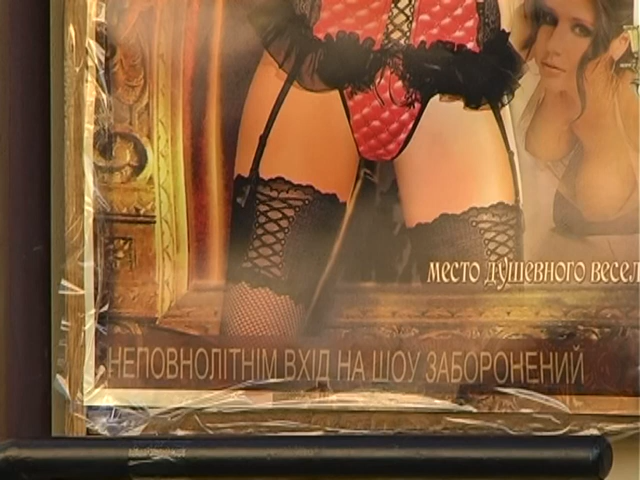 место душевного весел
НЕПОВНОЛІТНІМ ВХІД НА ШОУ ЗАБОРОНЕНИЙ